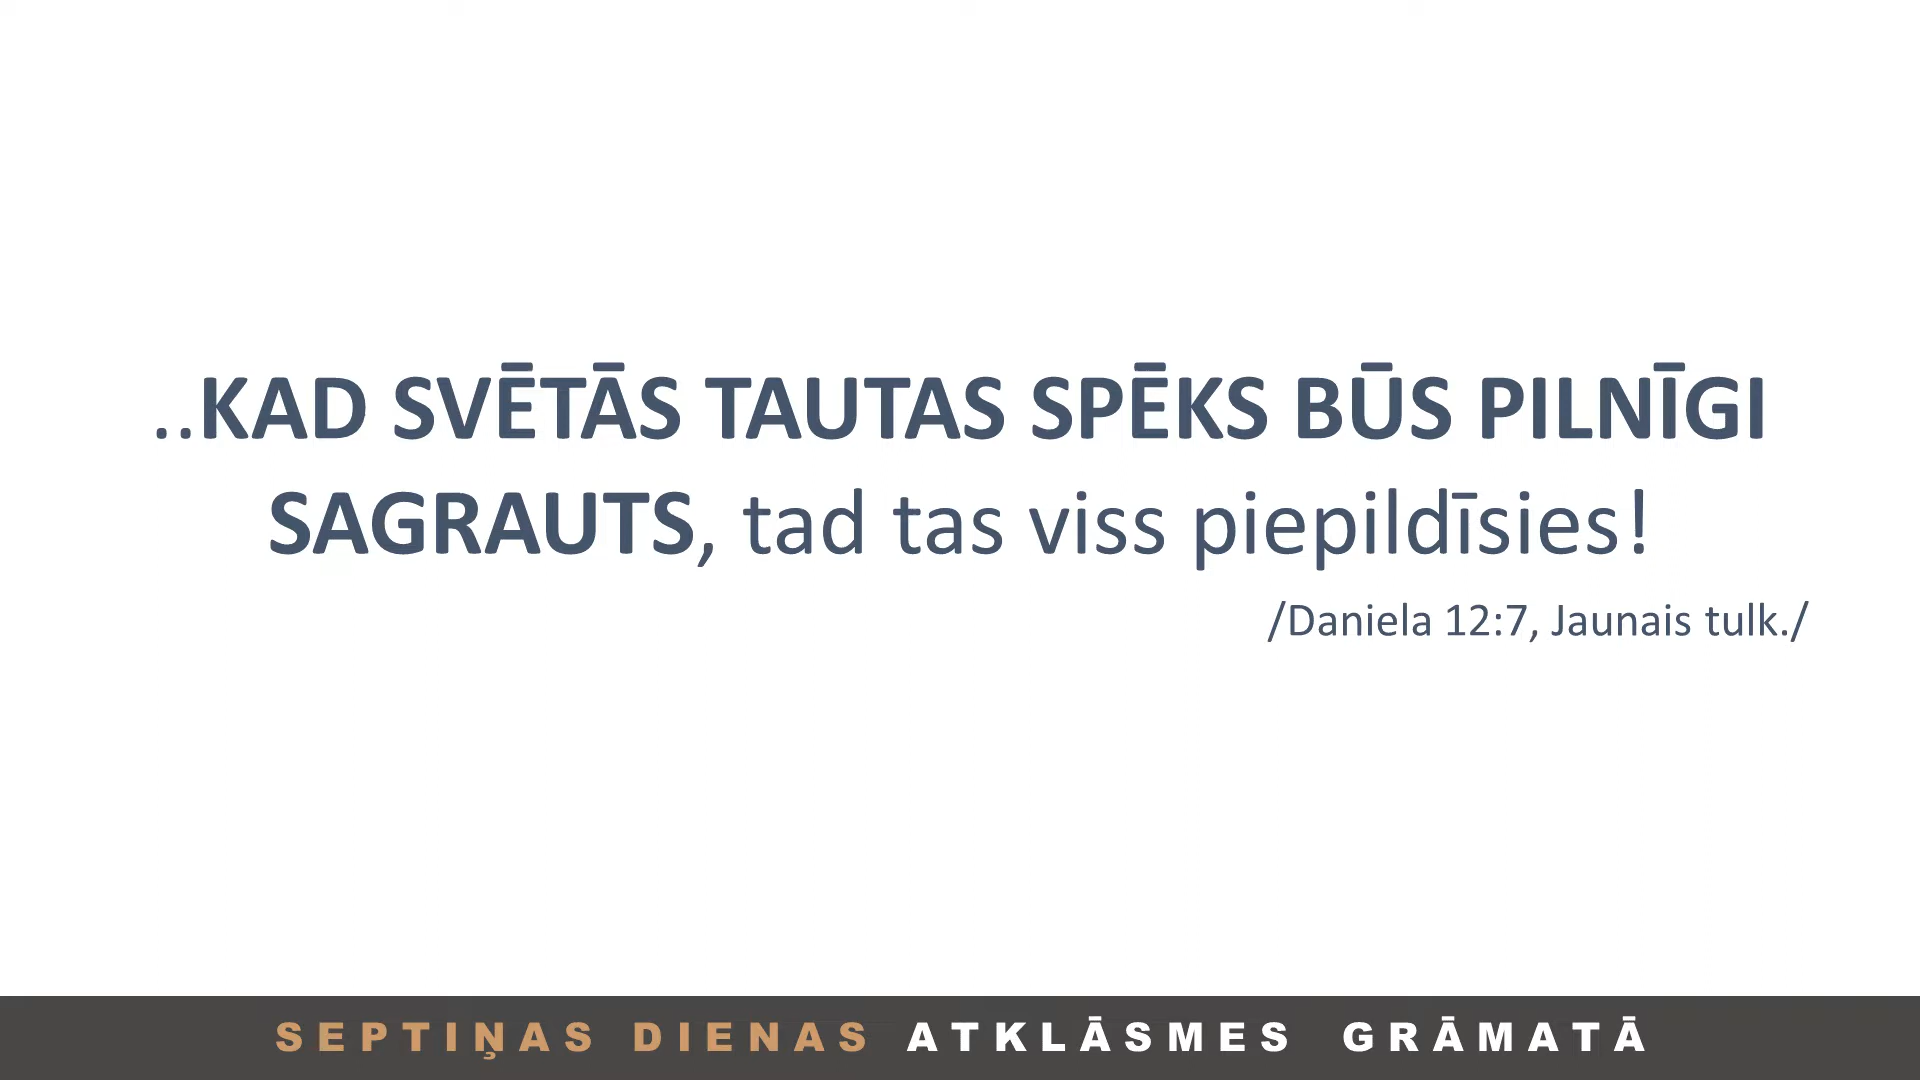 ..KAD SVĒTĀS TAUTAS SPĒKS BŪS PILNĪGI
SAGRAUTS, tad tas viss piepildīsies!
/Daniela 12:7, Jaunais tulk./
SEPTIŅAS DIENAS ATKLĀSMES GRĀMATĀ